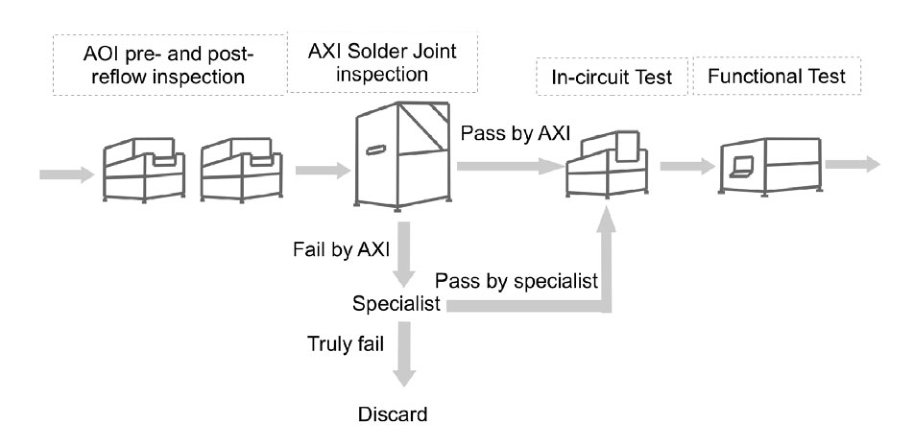 AOI pre- and post-
reflow inspection
AXI Solder Joint
inspection
In-circuit Test
Functional Test
Pass by AXI
Fail by AXI
Pass by specialist
Specialist
Truly fail
Discard